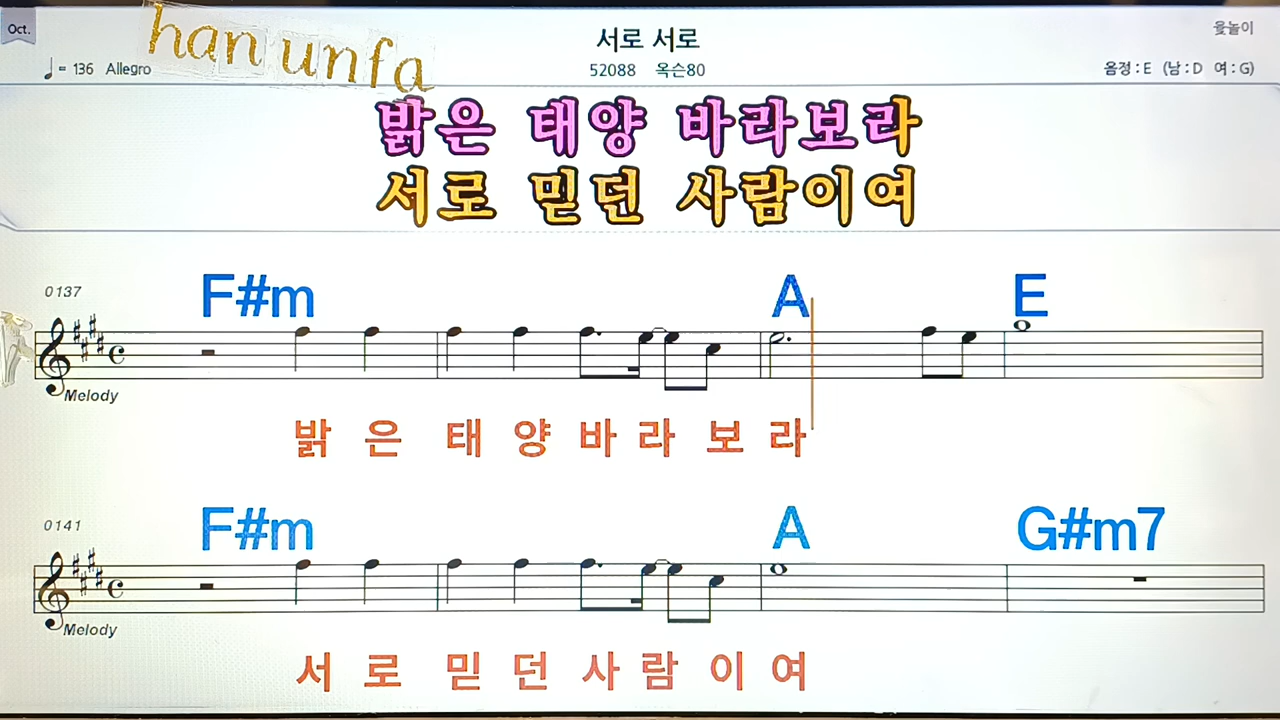 Oct.
han unfa
서로 서로
윷놀이
♩= 136 Allegro
52088 옥슨80
음정:E (남:D 여:G)
밝은 태양 바라보라
서로 믿던 사람이여
0137
F#m A E
Melody
밝 은 태 양 바 라 보 라
0141
F#m A G#m7
Melody
서 로 믿 던 사 람 이 여